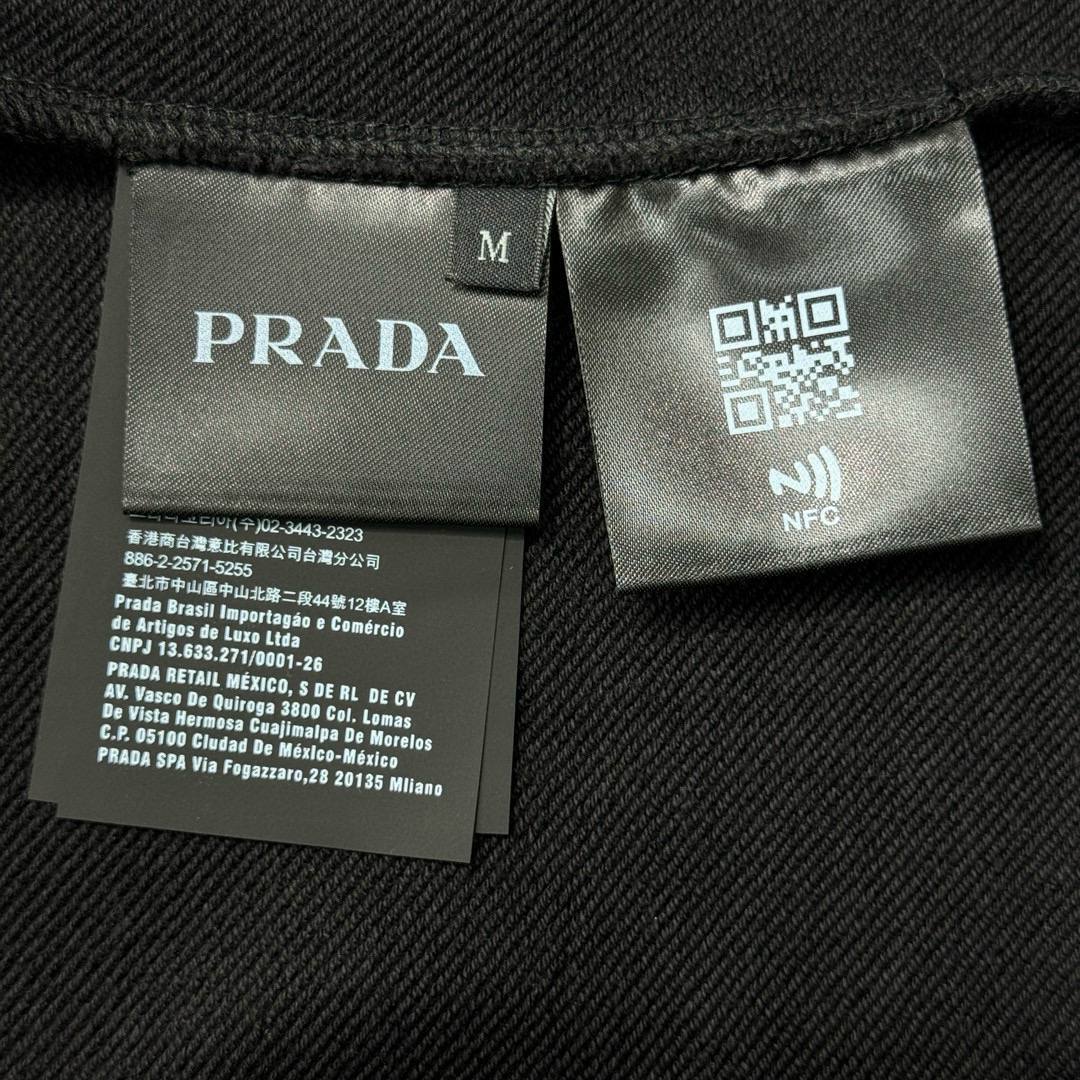 M
PRADA
NFC
(주)02-3443-2323
香港商台灣意比有限公司台灣分公司
886-2-2571-5255
臺北市中山區中山北路二段44號12樓A室
Prada Brasil Importagáo e Comércio
de Artigos de Luxo Ltda
CNPJ 13.633.271/0001-26
PRADA RETAIL MÉXICO, S DE RL DE CV
AV. Vasco De Quiroga 3800 Col. Lomas
De Vista Hermosa Cuajimalpa De Morelos
C.P. 05100 Cludad De MéxIco-México
PRADA SPA Via Fogazzaro,28 20135 Mliano